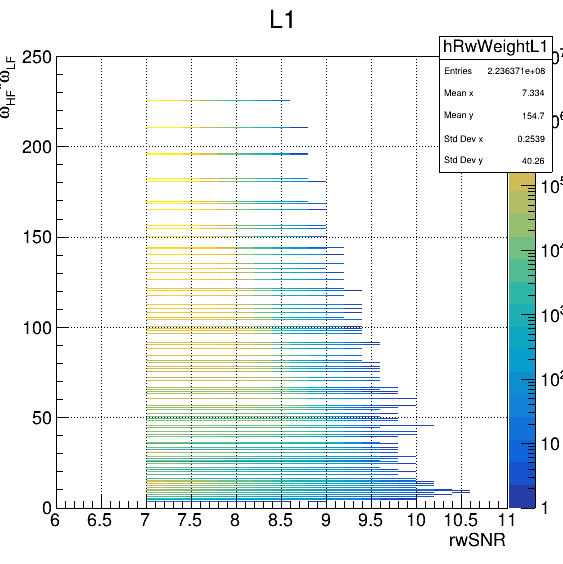 L1
hRwWeightL1
Entries 2.236371e+08
Mean x 7.334
Mean y 154.7
Std Dev x 0.2539
Std Dev y 40.26
250
200
150
100
50
0
10⁵
10⁴
10³
10²
10
1
6 6.5 7 7.5 8 8.5 9 9.5 10 10.5 11
rwSNR